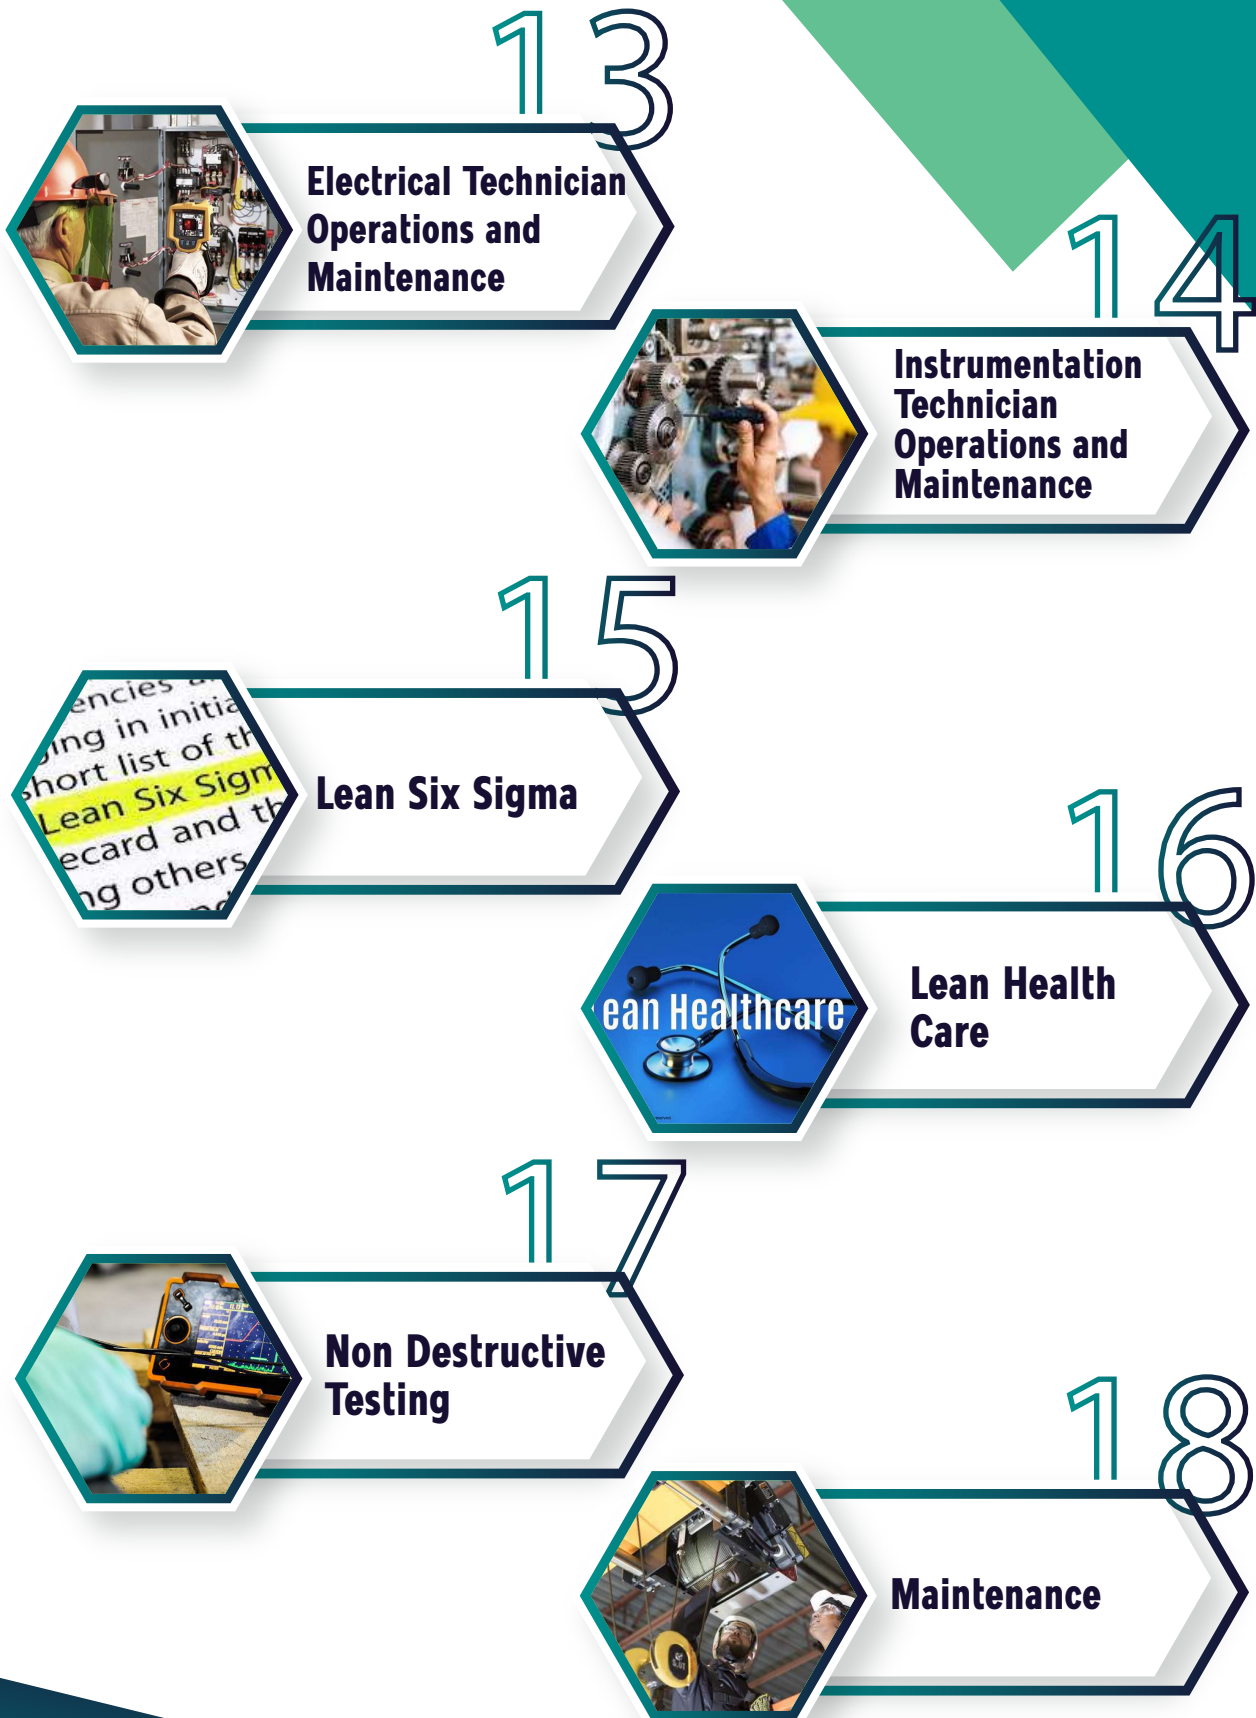 13
Electrical Technician
Operations and
Maintenance
14
Instrumentation
Technician
Operations and
Maintenance
15
encies
ing in initia
hort list of th
Lean Six Sigm
ecard and th
ng others
Lean Six Sigma
16
ean Healthcare
Lean Health
Care
17
Non Destructive
Testing
18
Maintenance